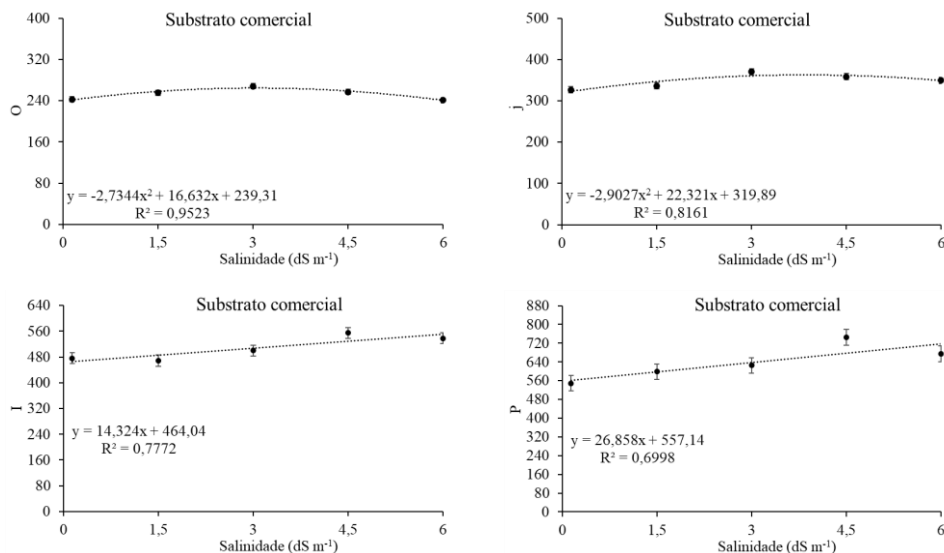 Substrato comercial
400
320
240
160
80
0
O
y = -2,7344x² + 16,632x + 239,31
R² = 0,9523
0 1,5 3 4,5 6
Salinidade (dS m⁻¹)
Substrato comercial
500
400
300
200
100
0
j
y = -2,9027x² + 22,321x + 319,89
R² = 0,8161
0 1,5 3 4,5 6
Salinidade (dS m⁻¹)
Substrato comercial
640
560
480
400
320
240
160
80
0
I
y = 14,324x + 464,04
R² = 0,7772
0 1,5 3 4,5 6
Salinidade (dS m⁻¹)
Substrato comercial
880
800
720
640
560
480
400
320
240
160
80
0
P
y = 26,858x + 557,14
R² = 0,6998
0 1,5 3 4,5 6
Salinidade (dS m⁻¹)